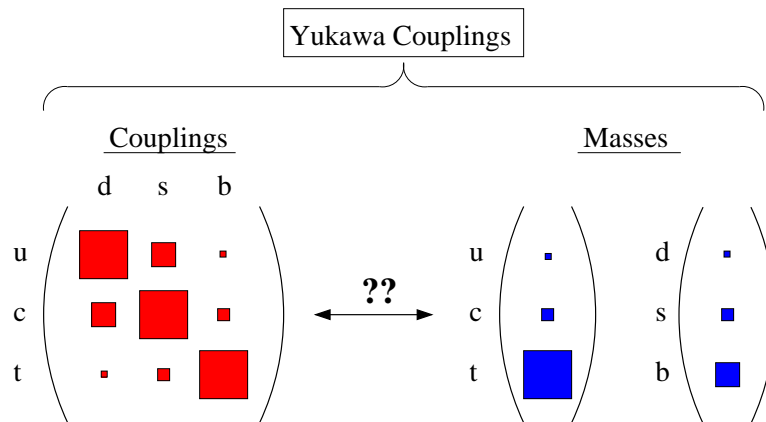 Yukawa Couplings
Couplings Masses
d s b
u u d
c ?? c s
t t b